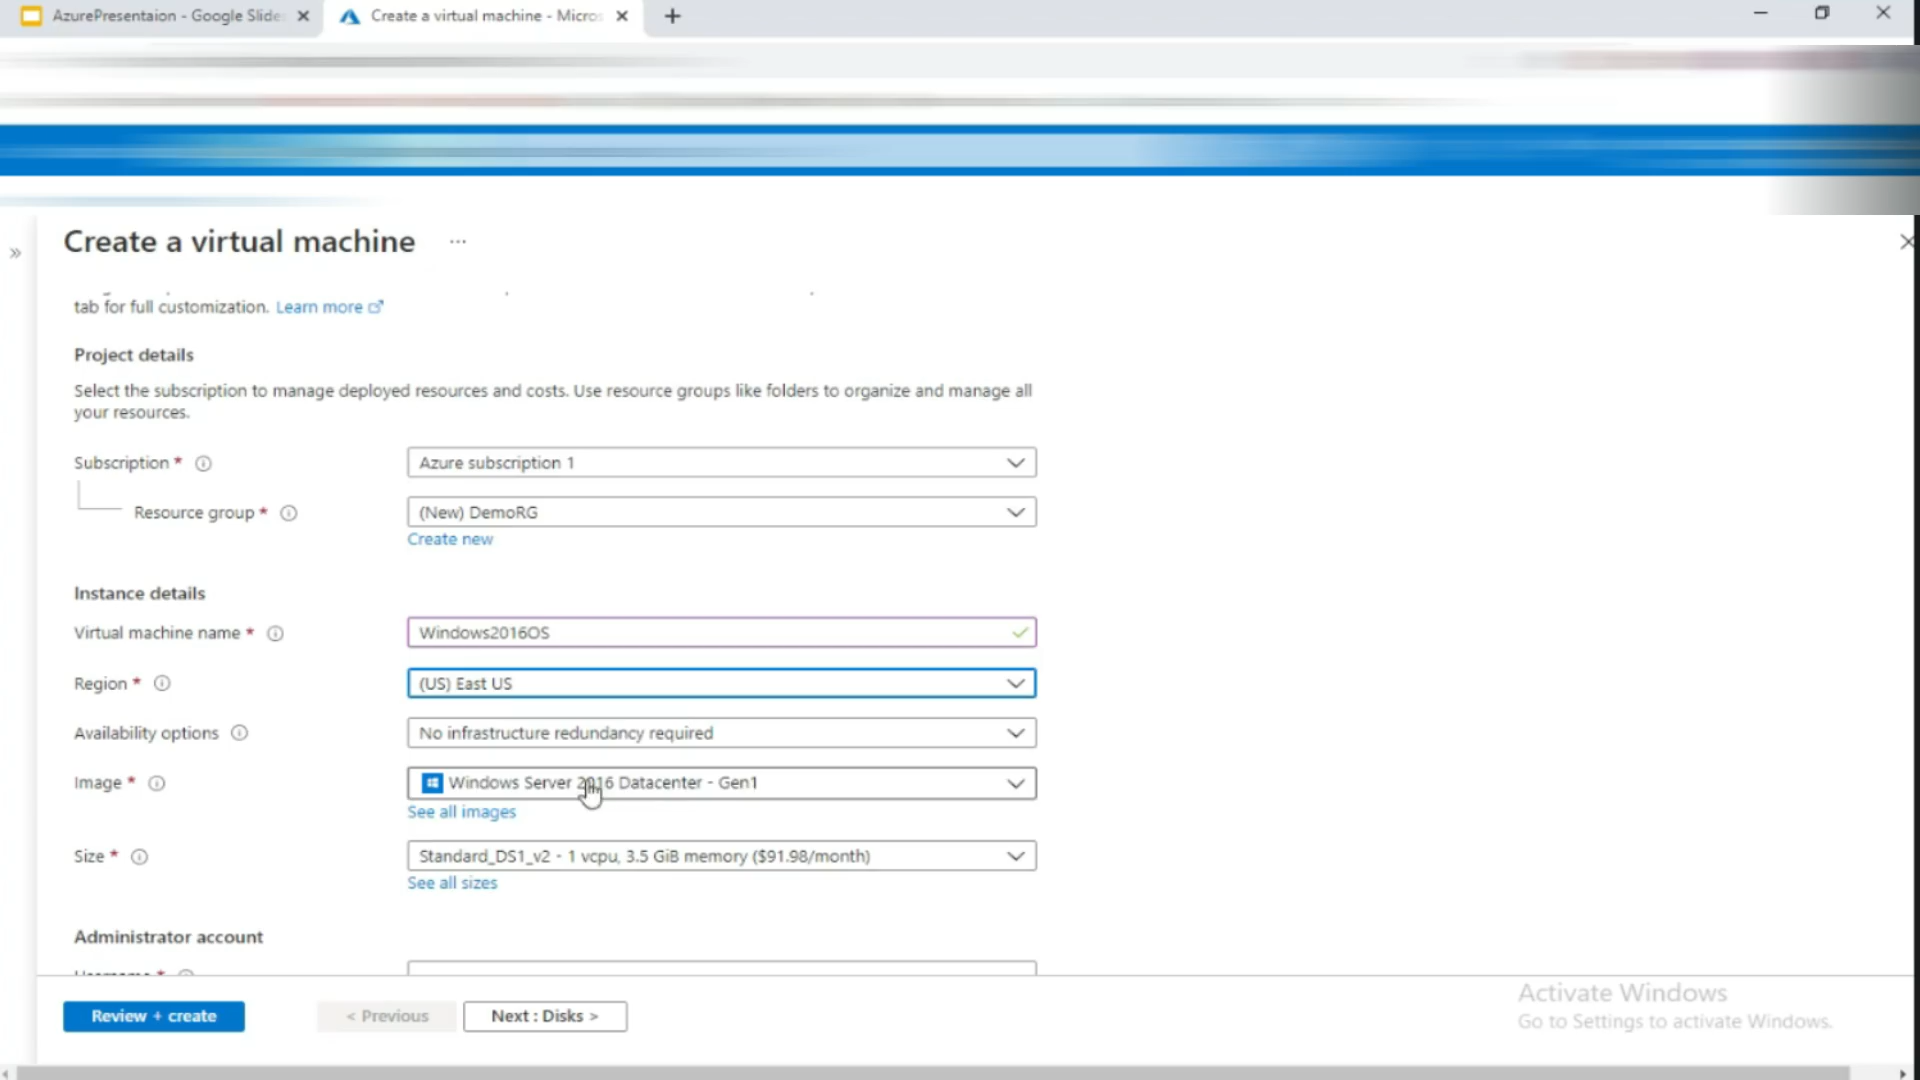 AzurePresentaion - Google Slide
Create a virtual machine - Micros
Create a virtual machine
tab for full customization. Learn more
Project details
Select the subscription to manage deployed resources and costs. Use resource groups like folders to organize and manage all
your resources.
Subscription *
Azure subscription 1
Resource group *
(New) DemoRG
Create new
Instance details
Virtual machine name *
Windows2016OS
Region *
(US) East US
Availability options
No infrastructure redundancy required
Image *
Windows Server 2016 Datacenter - Gen1
See all images
Size *
Standard_DS1_v2 - 1 vcpu, 3.5 GiB memory ($91.98/month)
See all sizes
Administrator account
Review + create
< Previous
Next : Disks >
Activate Windows
Go to Settings to activate Windows.